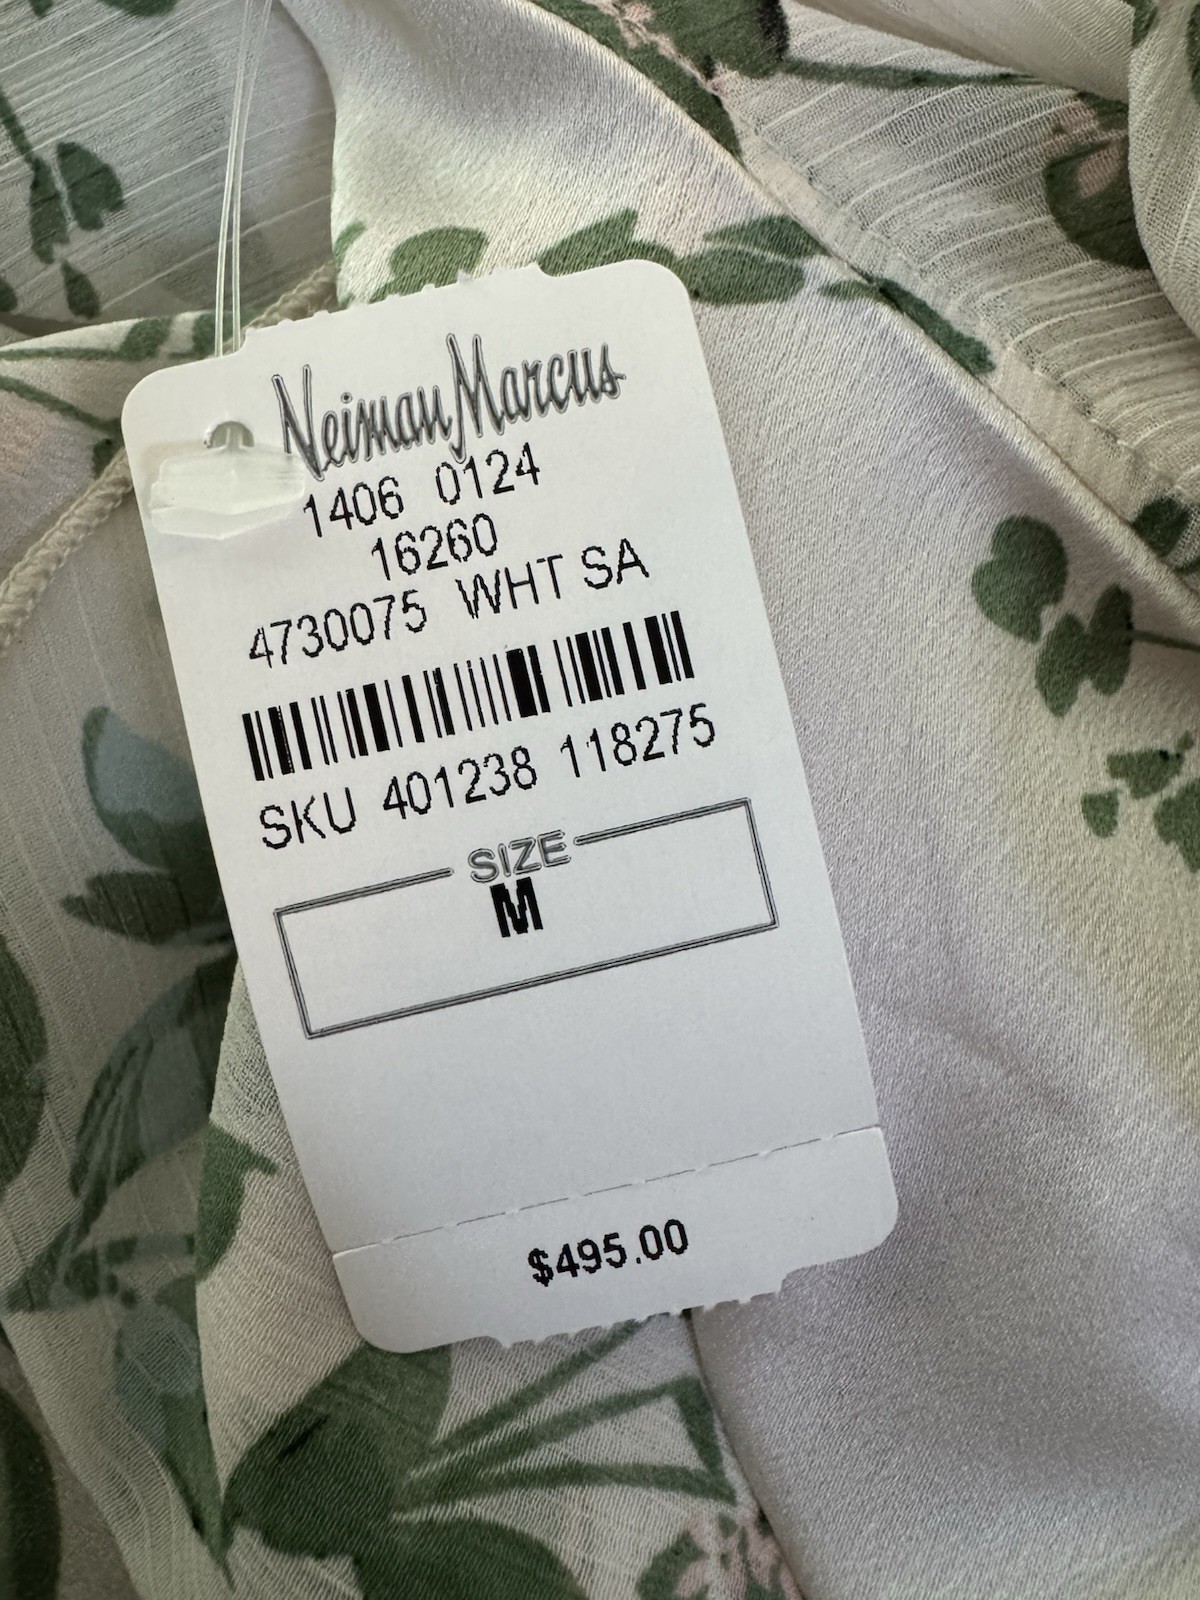 Neiman Marcus
1406 0124
16260
4730075 WHT SA
SKU 401238 118275
SIZE
M
$495.00